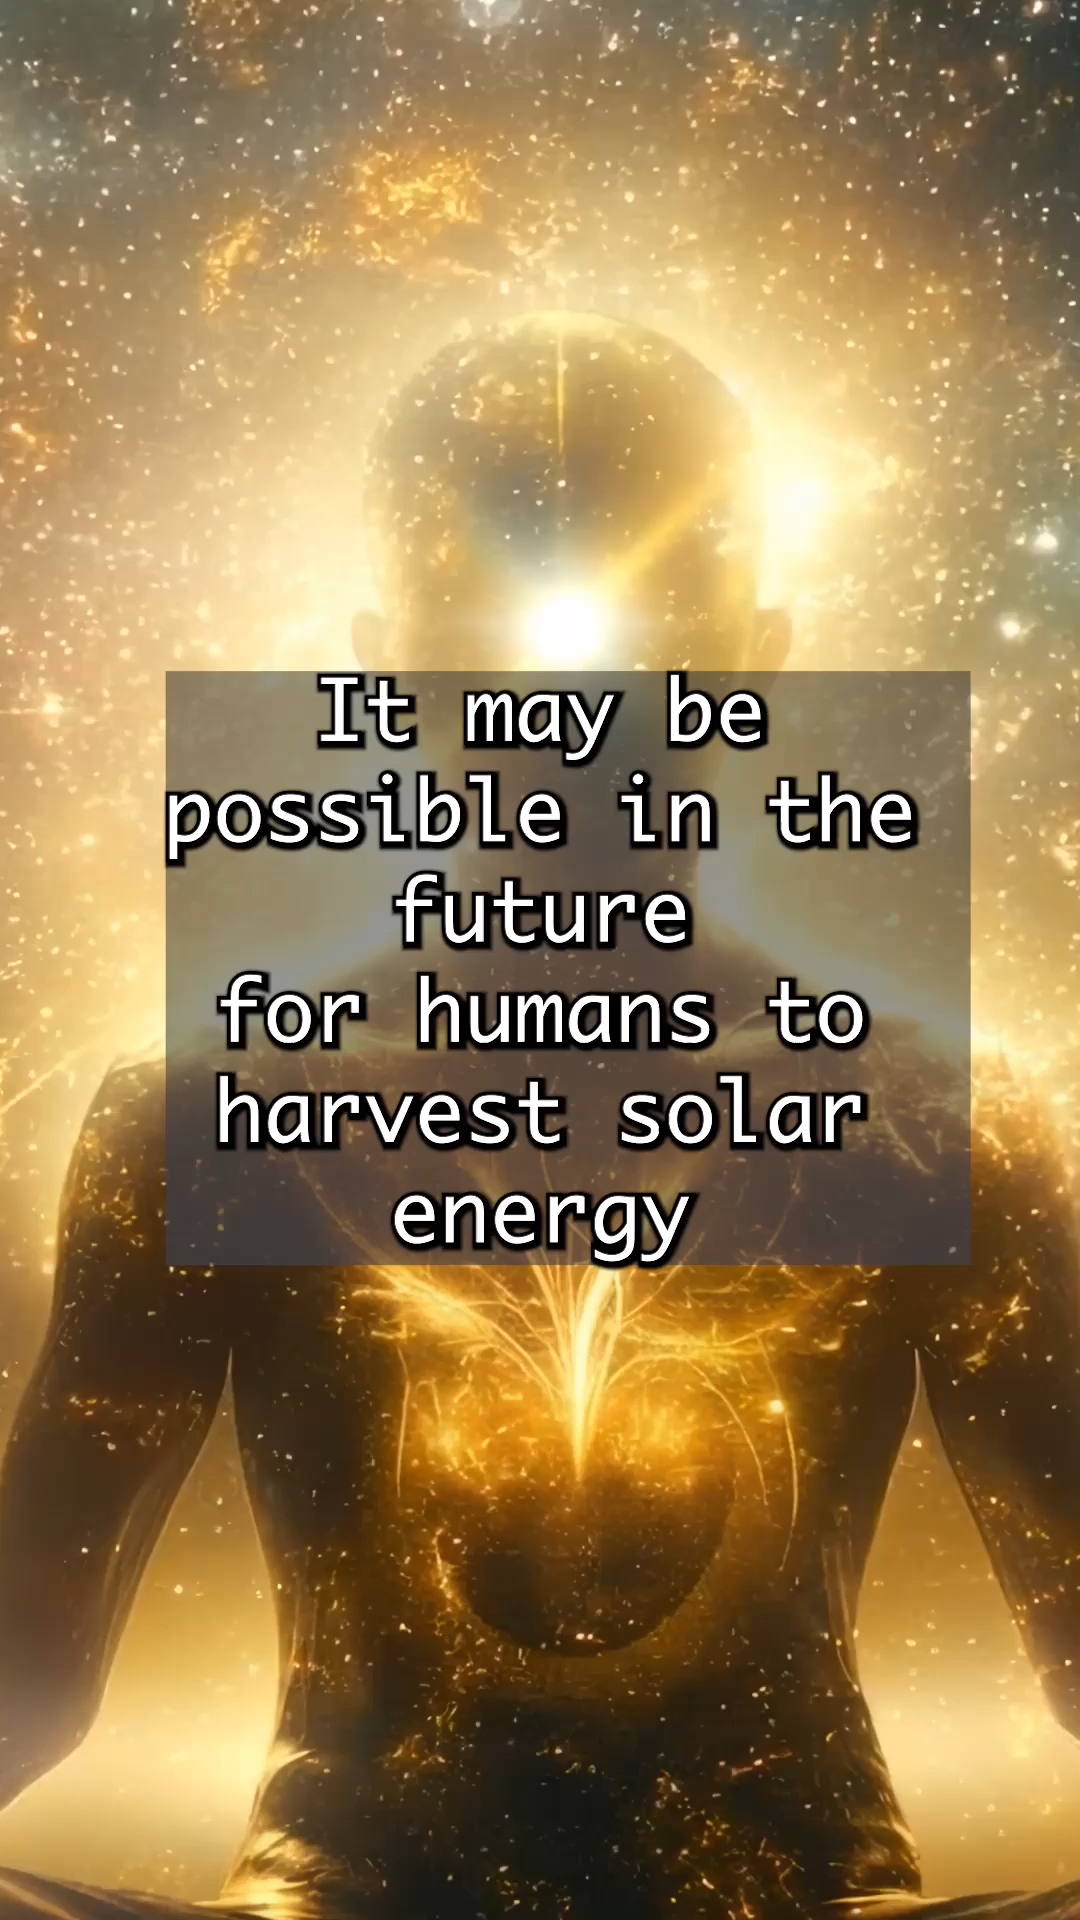 It may be
possible in the
future
for humans to
harvest solar
energy